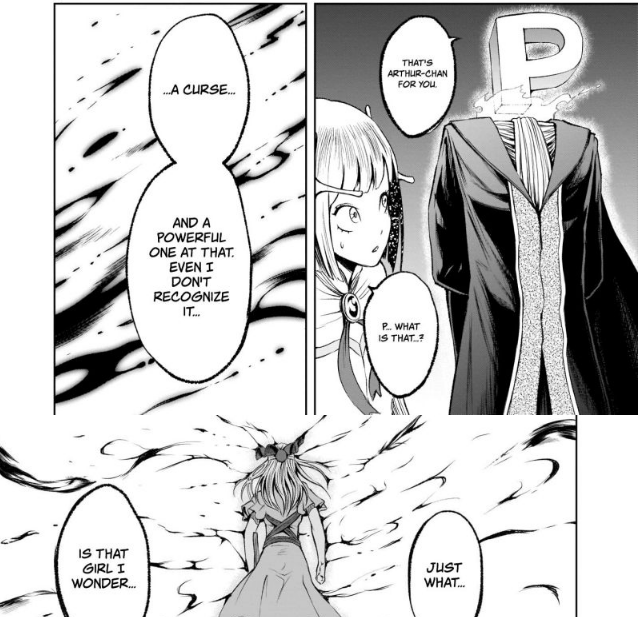 P
THAT'S
ARTHUR-CHAN
FOR YOU.
P... WHAT
IS THAT...?
...A CURSE...
AND A
POWERFUL
ONE AT THAT.
EVEN I
DON'T
RECOGNIZE
IT...
JUST
WHAT...
IS THAT
GIRL I
WONDER...